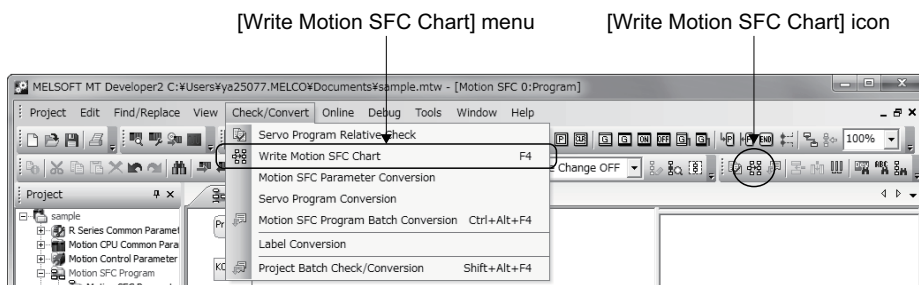 [Write Motion SFC Chart] menu
[Write Motion SFC Chart] icon
MELSOFT MT Developer2 C:¥Users¥ya25077.MELCO¥Documents¥sample.mtw - [Motion SFC 0:Program]
Project Edit Find/Replace View Check/Convert Online Debug Tools Window Help
Servo Program Relative Check
Write Motion SFC Chart F4
Motion SFC Parameter Conversion
Servo Program Conversion
Motion SFC Program Batch Conversion Ctrl+Alt+F4
Label Conversion
Project Batch Check/Conversion Shift+Alt+F4
100%
Change OFF
Project
sample
R Series Common Paramet
Motion CPU Common Para
Motion Control Parameter
Motion SFC Program